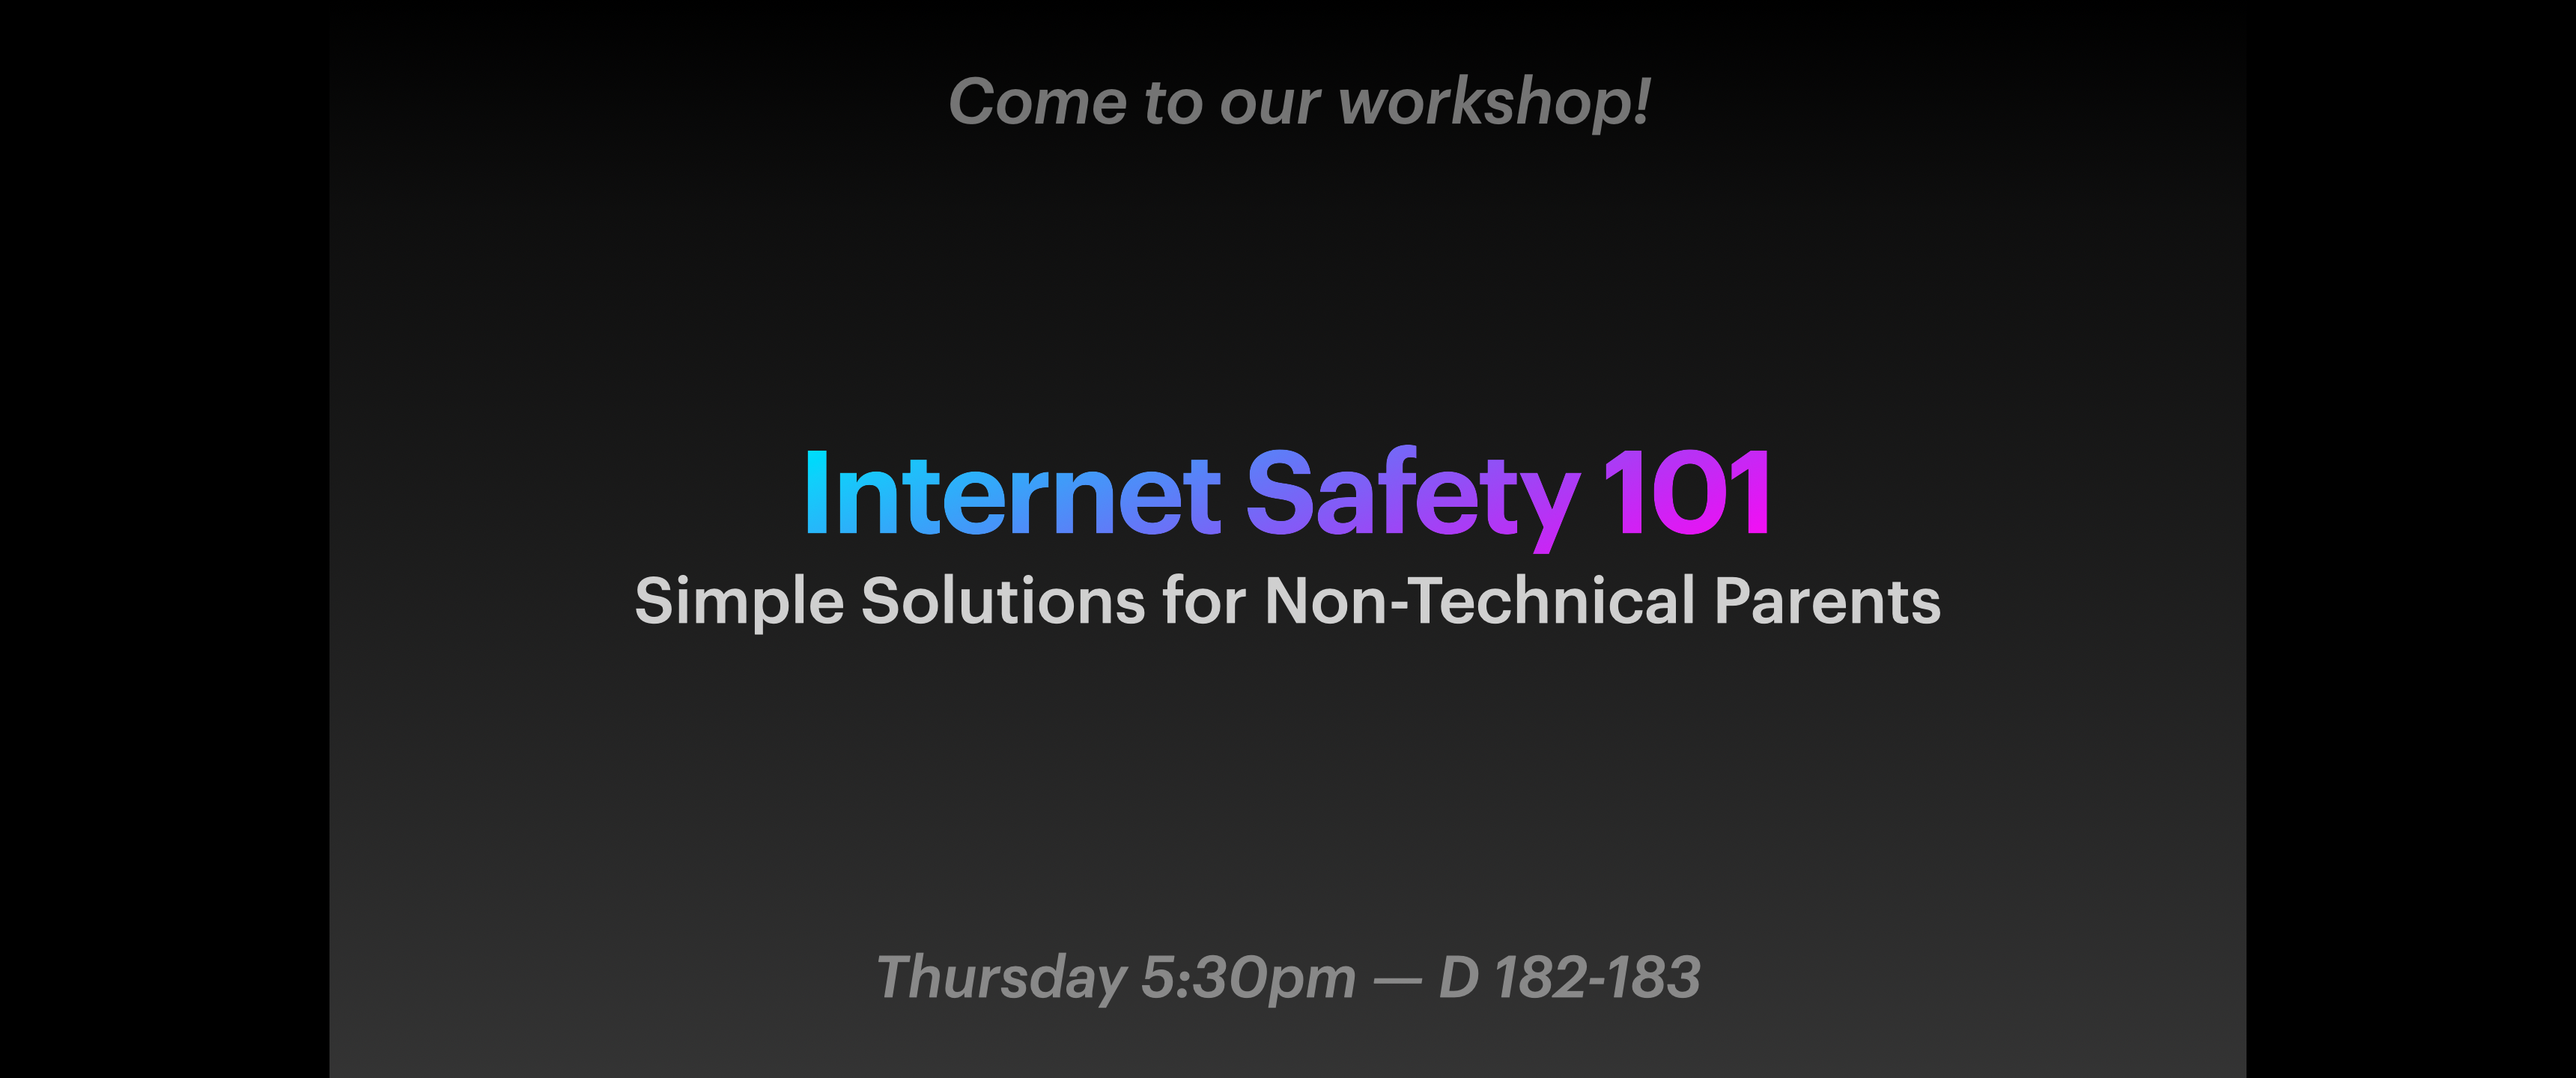 Come to our workshop!
Internet Safety 101
Simple Solutions for Non-Technical Parents
Thursday 5:30pm — D 182-183